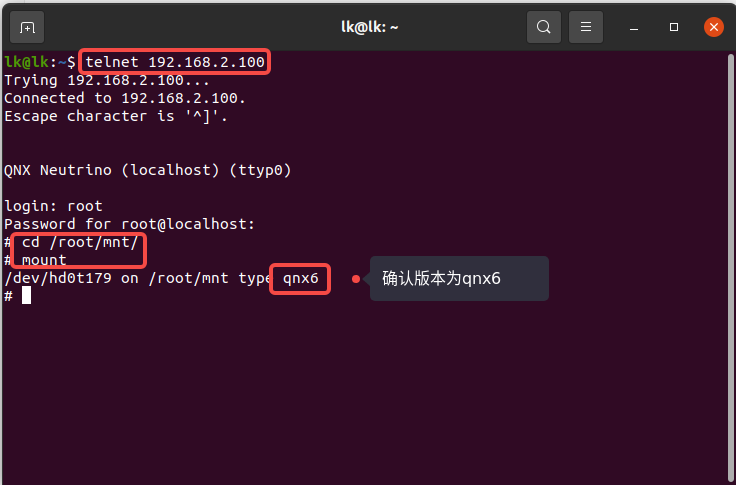 lk@lk: ~
lk@lk:~$ telnet 192.168.2.100
Trying 192.168.2.100...
Connected to 192.168.2.100.
Escape character is '^]'.
QNX Neutrino (localhost) (ttyp0)
login: root
Password for root@localhost:
# cd /root/mnt/
# mount
/dev/hd0t179 on /root/mnt type qnx6
确认版本为qnx6
#